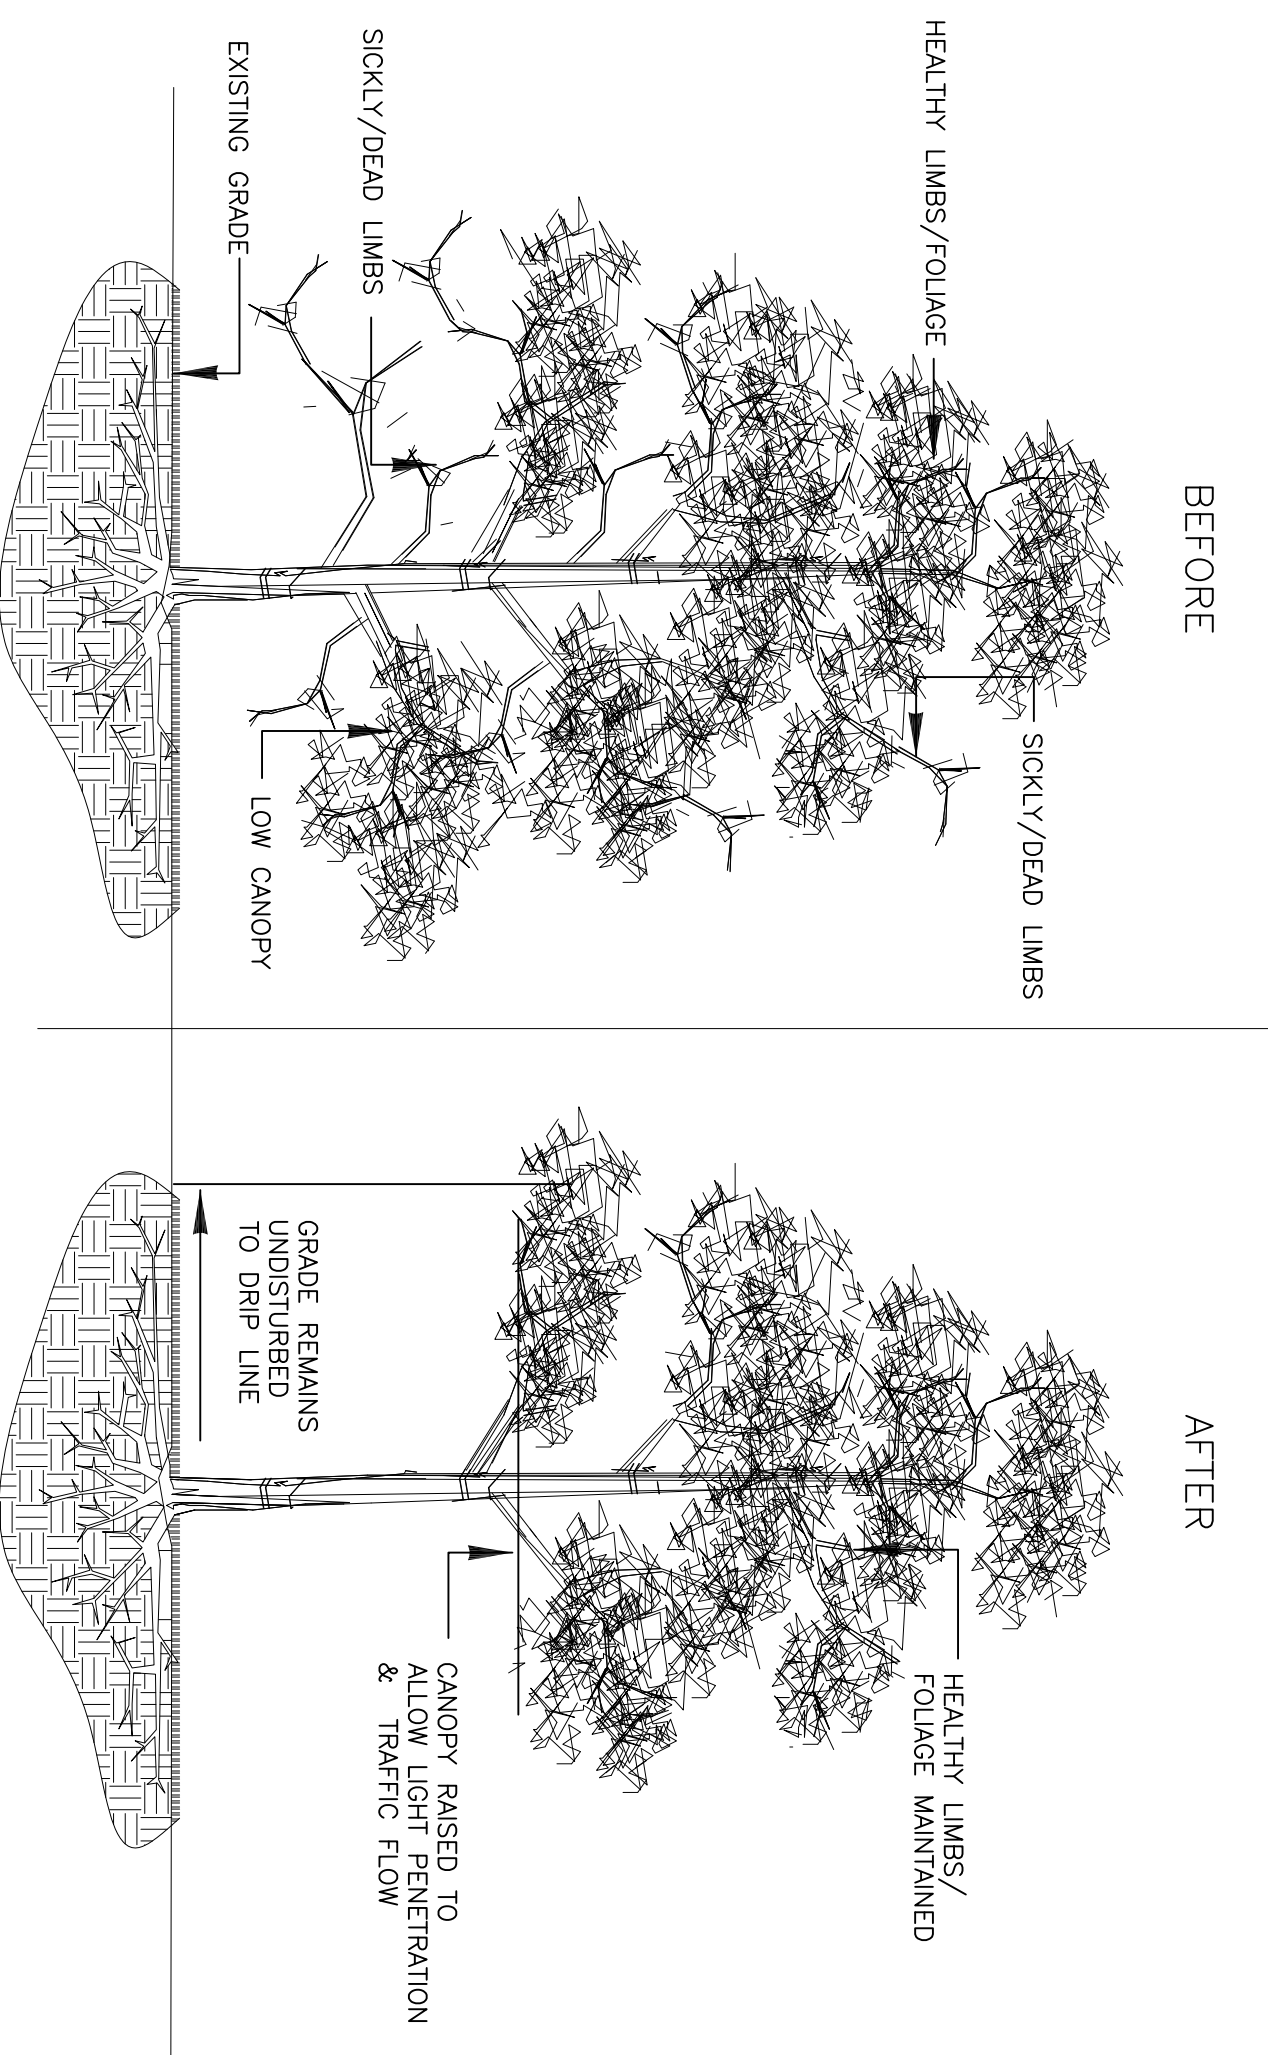 BEFORE
HEALTHY LIMBS/FOLIAGE
SICKLY/DEAD LIMBS
SICKLY/DEAD LIMBS
LOW CANOPY
EXISTING GRADE
AFTER
HEALTHY LIMBS/
FOLIAGE MAINTAINED
CANOPY RAISED TO
ALLOW LIGHT PENETRATION
& TRAFFIC FLOW
GRADE REMAINS
UNDISTURBED
TO DRIP LINE